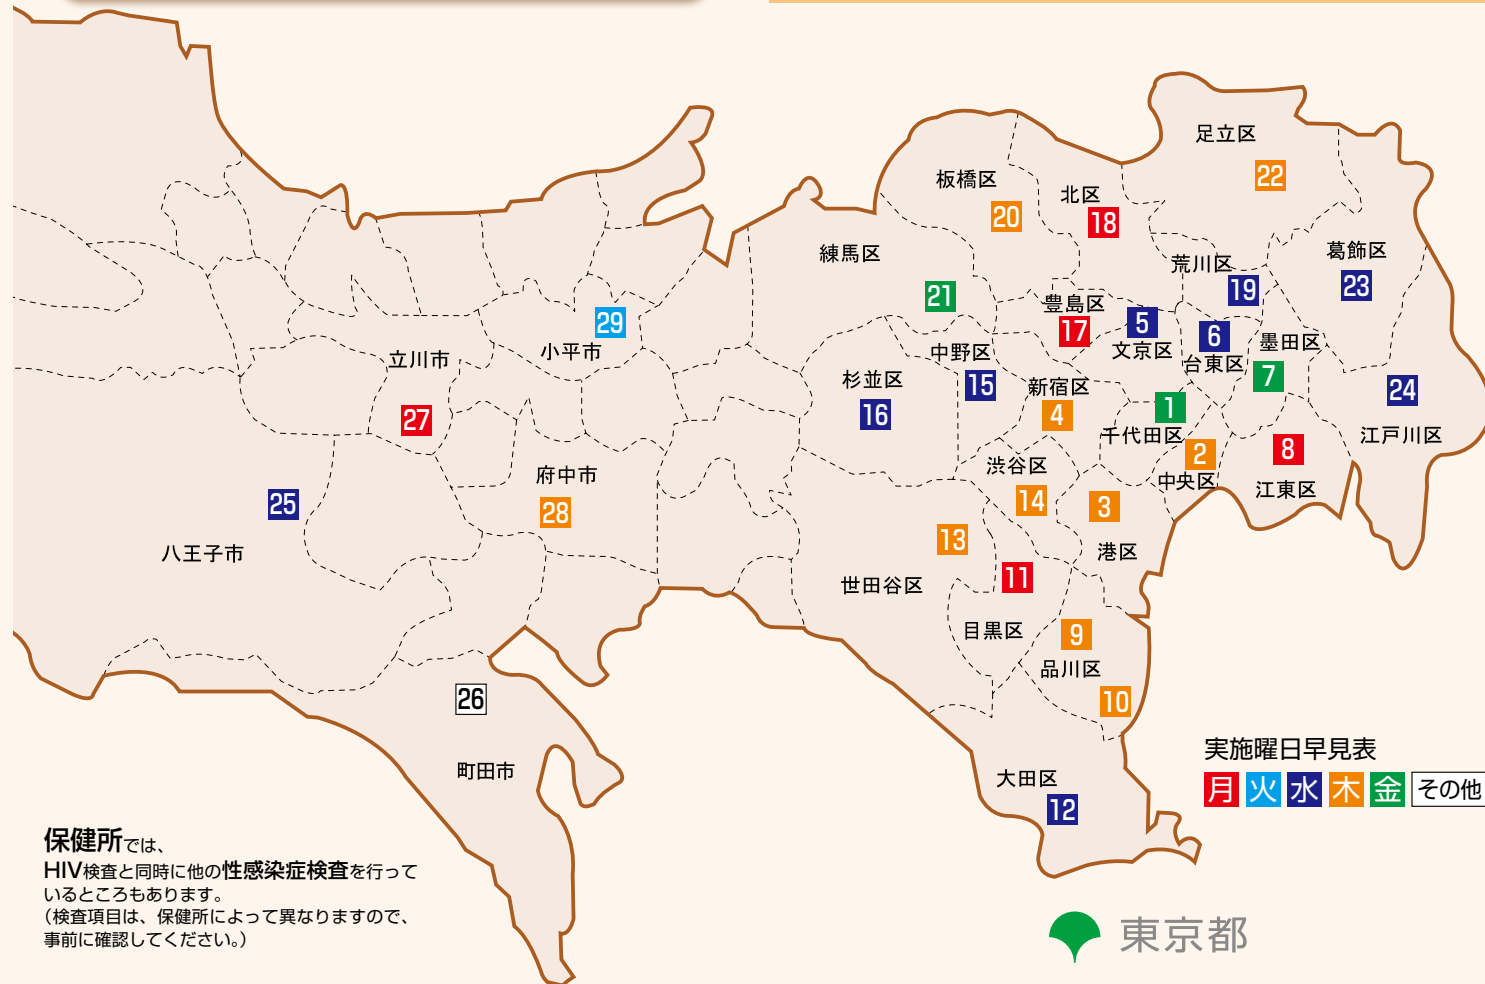 足立区
22
板橋区
20
北区
18
練馬区
21
荒川区
19
葛飾区
23
豊島区
17
5
文京区
6
台東区
墨田区
7
29
小平市
立川市
27
中野区
15
杉並区
16
新宿区
4
1
千代田区
24
江戸川区
2
中央区
8
江東区
府中市
28
渋谷区
14
3
港区
25
八王子市
13
世田谷区
11
目黒区
9
品川区
10
26
町田市
大田区
12
実施曜日早見表
月 火 水 木 金 その他
保健所では、
HIV検査と同時に他の性感染症検査を行って
いるところもあります。
（検査項目は、保健所によって異なりますので、
事前に確認してください。）
東京都